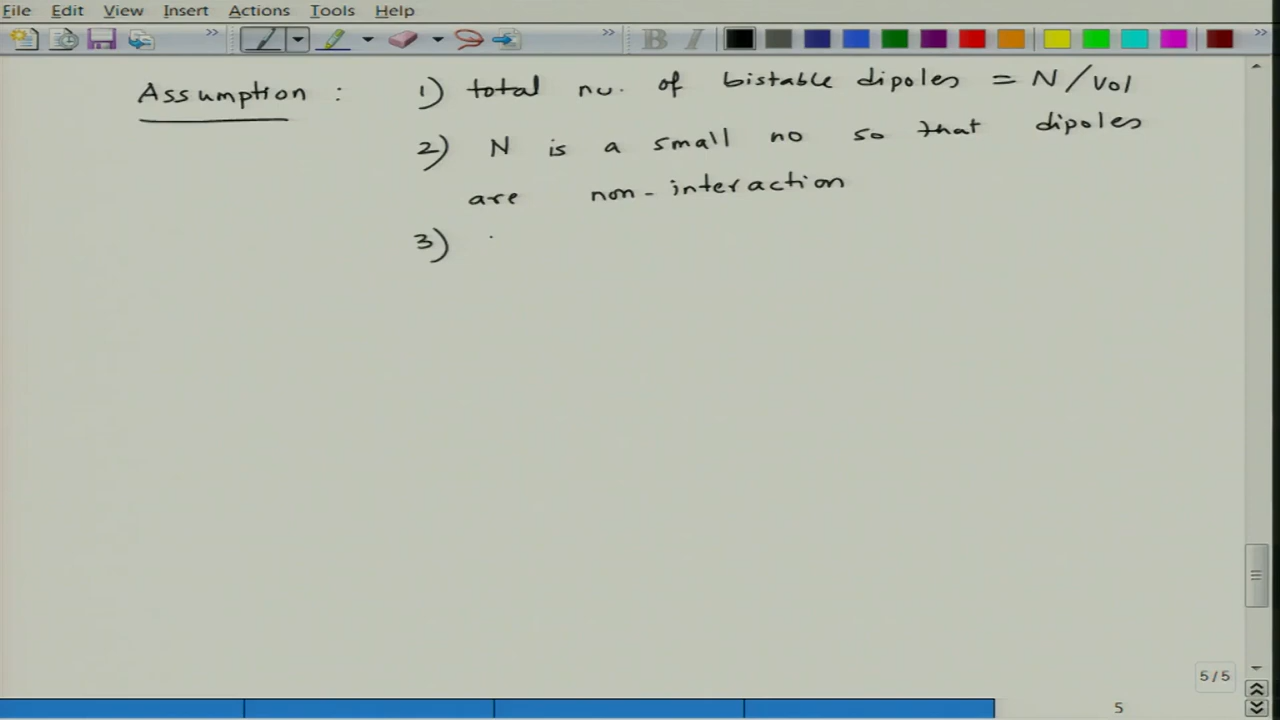 File Edit View Insert Actions Tools Help
B I
Assumption : 1) total nu. of bistable dipoles = N/vol
2) N is a small no so that dipoles
are non-interaction
3)
5/5
5